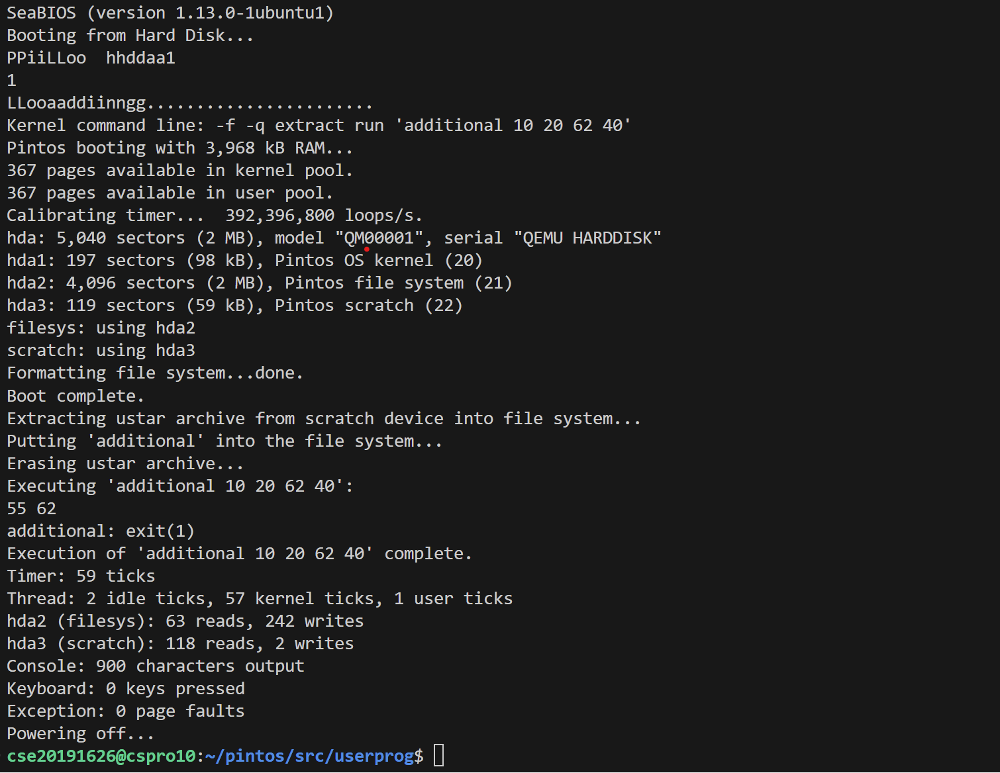 SeaBIOS (version 1.13.0-1ubuntu1)
Booting from Hard Disk...
PPiiLLoo  hhddaa1
1
LLooaaddiinngg.......................
Kernel command line: -f -q extract run 'additional 10 20 62 40'
Pintos booting with 3,968 kB RAM...
367 pages available in kernel pool.
367 pages available in user pool.
Calibrating timer...  392,396,800 loops/s.
hda: 5,040 sectors (2 MB), model "QM00001", serial "QEMU HARDDISK"
hda1: 197 sectors (98 kB), Pintos OS kernel (20)
hda2: 4,096 sectors (2 MB), Pintos file system (21)
hda3: 119 sectors (59 kB), Pintos scratch (22)
filesys: using hda2
scratch: using hda3
Formatting file system...done.
Boot complete.
Extracting ustar archive from scratch device into file system...
Putting 'additional' into the file system...
Erasing ustar archive...
Executing 'additional 10 20 62 40':
55 62
additional: exit(1)
Execution of 'additional 10 20 62 40' complete.
Timer: 59 ticks
Thread: 2 idle ticks, 57 kernel ticks, 1 user ticks
hda2 (filesys): 63 reads, 242 writes
hda3 (scratch): 118 reads, 2 writes
Console: 900 characters output
Keyboard: 0 keys pressed
Exception: 0 page faults
Powering off...
cse20191626@cspro10:~/pintos/src/userprog$